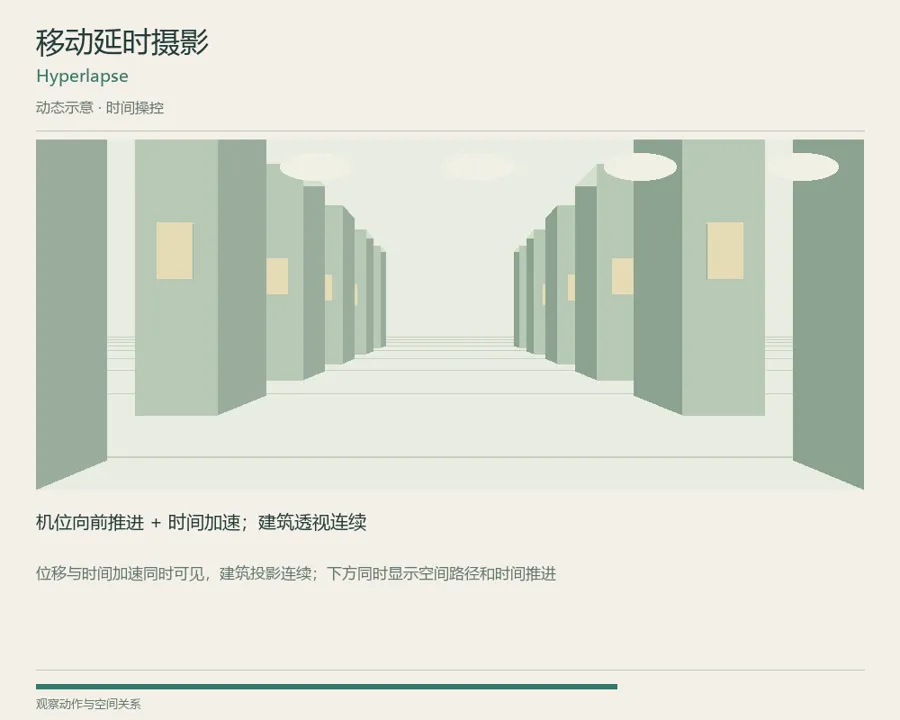 移动延时摄影
Hyperlapse
动态示意 · 时间操控
机位向前推进 + 时间加速；建筑透视连续
位移与时间加速同时可见，建筑投影连续；下方同时显示空间路径和时间推进
观察动作与空间关系